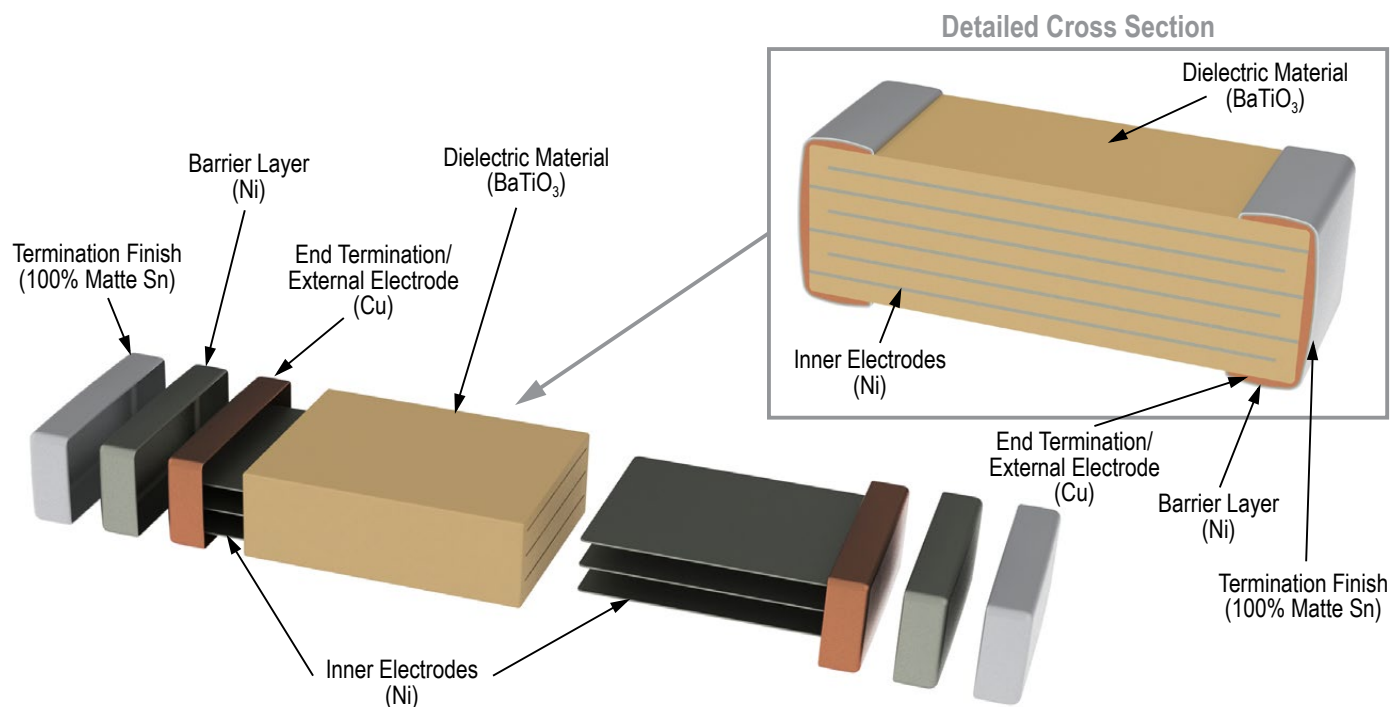 Detailed Cross Section
Dielectric Material
(BaTiO₃)
Inner Electrodes
(Ni)
End Termination/
External Electrode
(Cu)
Barrier Layer
(Ni)
Termination Finish
(100% Matte Sn)
Barrier Layer
(Ni)
Dielectric Material
(BaTiO₃)
Termination Finish
(100% Matte Sn)
End Termination/
External Electrode
(Cu)
Inner Electrodes
(Ni)